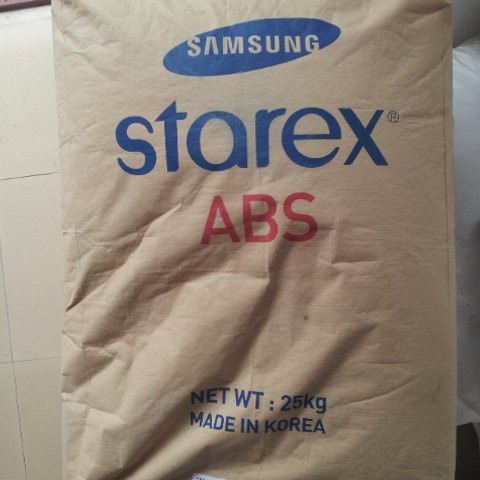 SAMSUNG
starex®
ABS
NET WT : 25kg
MADE IN KOREA